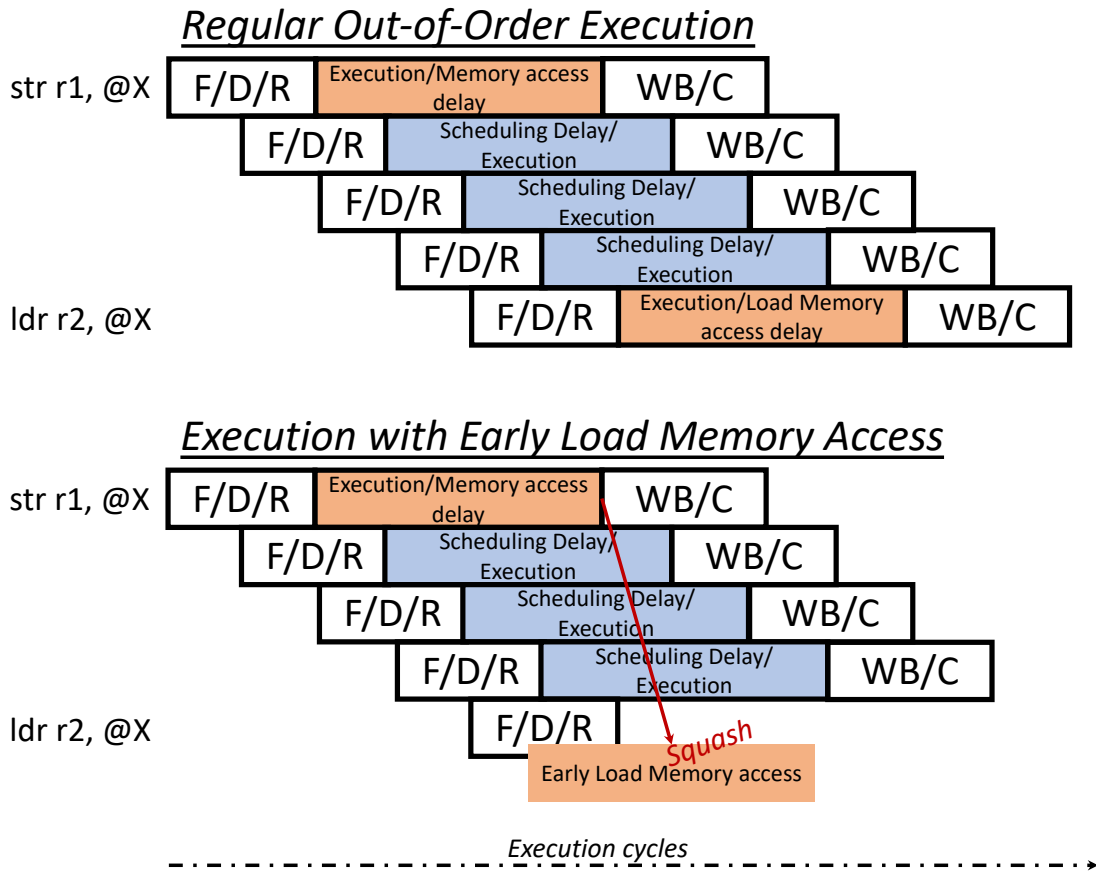 Regular Out-of-Order Execution
str r1, @X
F/D/R
Execution/Memory access
delay
WB/C
F/D/R
Scheduling Delay/
Execution
WB/C
F/D/R
Scheduling Delay/
Execution
WB/C
F/D/R
Scheduling Delay/
Execution
WB/C
ldr r2, @X
F/D/R
Execution/Load Memory
access delay
WB/C
Execution with Early Load Memory Access
str r1, @X
F/D/R
Execution/Memory access
delay
WB/C
F/D/R
Scheduling Delay/
Execution
WB/C
F/D/R
Scheduling Delay/
Execution
WB/C
F/D/R
Scheduling Delay/
Execution
WB/C
ldr r2, @X
F/D/R
Squash
Early Load Memory access
Execution cycles